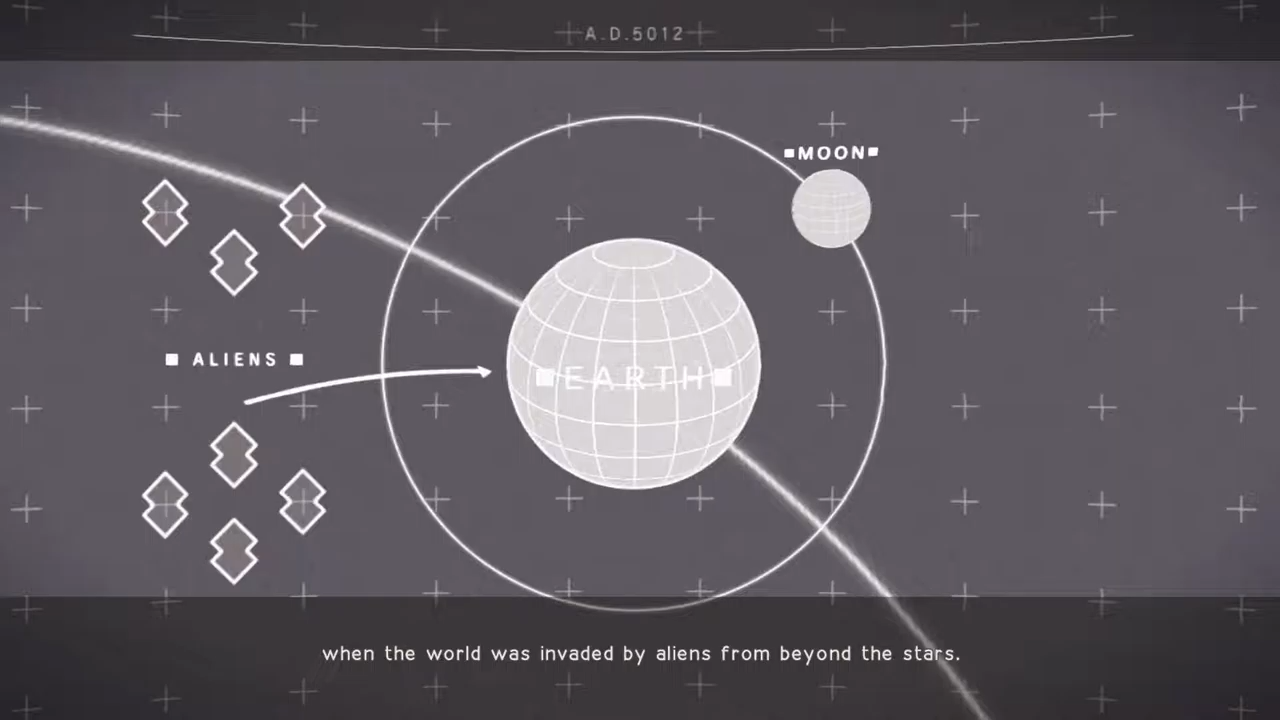 A.D.5012
MOON
ALIENS
EARTH
when the world was invaded by aliens from beyond the stars.